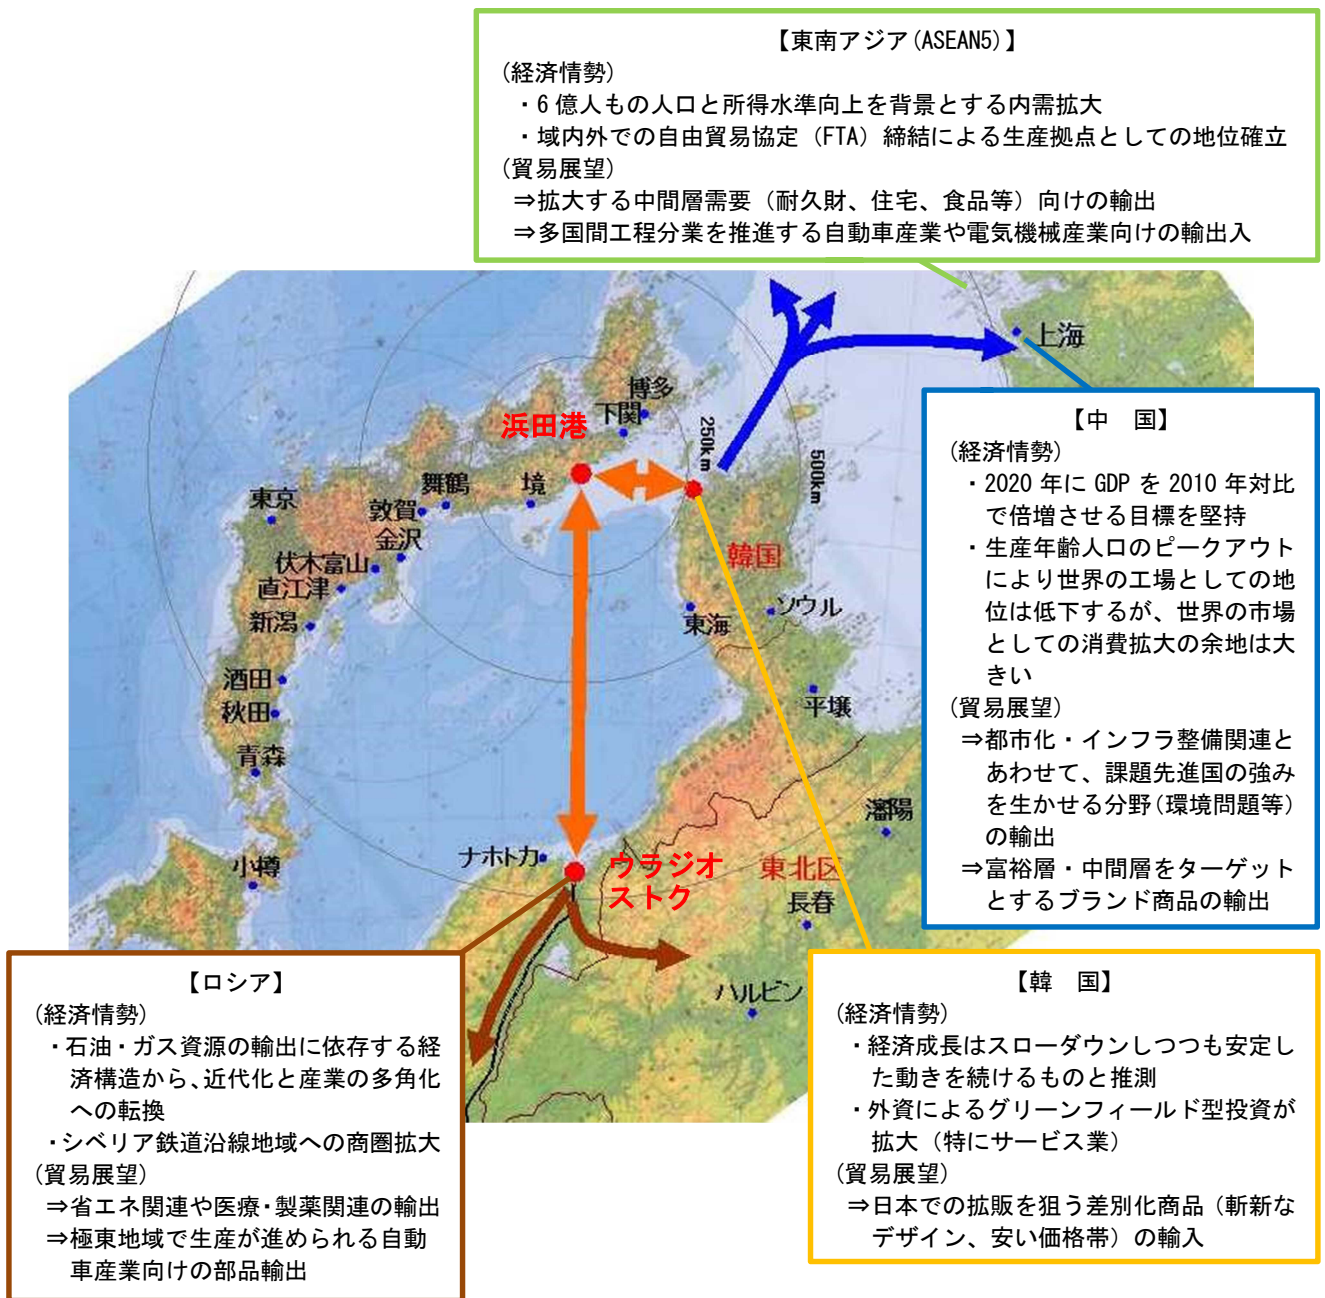 【東南アジア(ASEAN5)】
(経済情勢)
・6億人もの人口と所得水準向上を背景とする内需拡大
・域内外での自由貿易協定（FTA）締結による生産拠点としての地位確立
(貿易展望)
⇒拡大する中間層需要（耐久財、住宅、食品等）向けの輸出
⇒多国間工程分業を推進する自動車産業や電気機械産業向けの輸出入
上海
博多
下関
浜田港
250km
500km
舞鶴
境
東京
敦賀
金沢
韓国
伏木富山
直江津
ソウル
新潟
東海
酒田
平壌
秋田
青森
瀋陽
ナホトカ
小樽
ウラジオ
ストク
東北区
長春
ハルビン
【中　国】
(経済情勢)
・2020 年に GDP を 2010 年対比
で倍増させる目標を堅持
・生産年齢人口のピークアウト
により世界の工場としての地
位は低下するが、世界の市場
としての消費拡大の余地は大
きい
(貿易展望)
⇒都市化・インフラ整備関連と
あわせて、課題先進国の強み
を生かせる分野(環境問題等)
の輸出
⇒富裕層・中間層をターゲット
とするブランド商品の輸出
【ロシア】
(経済情勢)
・石油・ガス資源の輸出に依存する経
済構造から、近代化と産業の多角化
への転換
・シベリア鉄道沿線地域への商圏拡大
(貿易展望)
⇒省エネ関連や医療・製薬関連の輸出
⇒極東地域で生産が進められる自動
車産業向けの部品輸出
【韓　国】
(経済情勢)
・経済成長はスローダウンしつつも安定し
た動きを続けるものと推測
・外資によるグリーンフィールド型投資が
拡大（特にサービス業）
(貿易展望)
⇒日本での拡販を狙う差別化商品（斬新な
デザイン、安い価格帯）の輸入